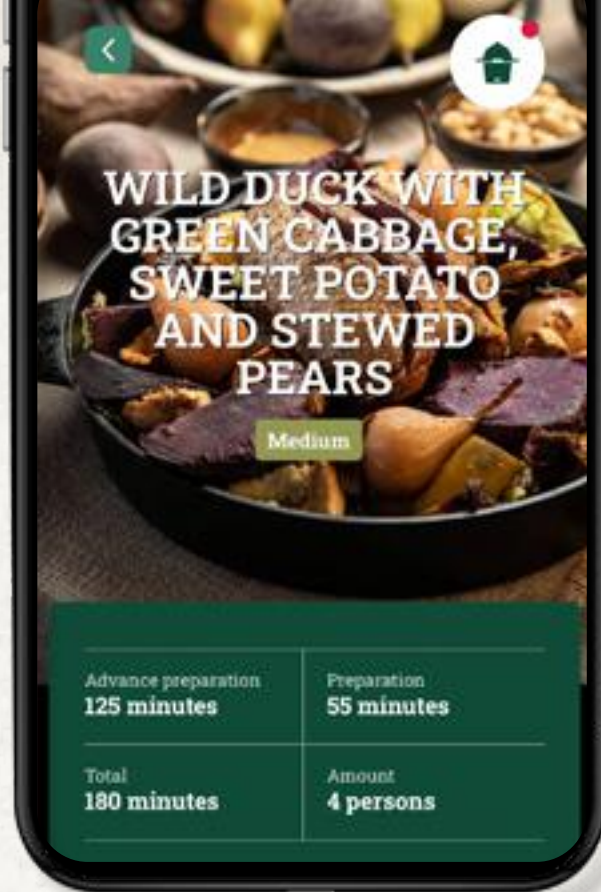 WILD DUCK WITH
GREEN CABBAGE,
SWEET POTATO
AND STEWED
PEARS
Medium
Advance preparation
125 minutes
Preparation
55 minutes
Total
180 minutes
Amount
4 persons